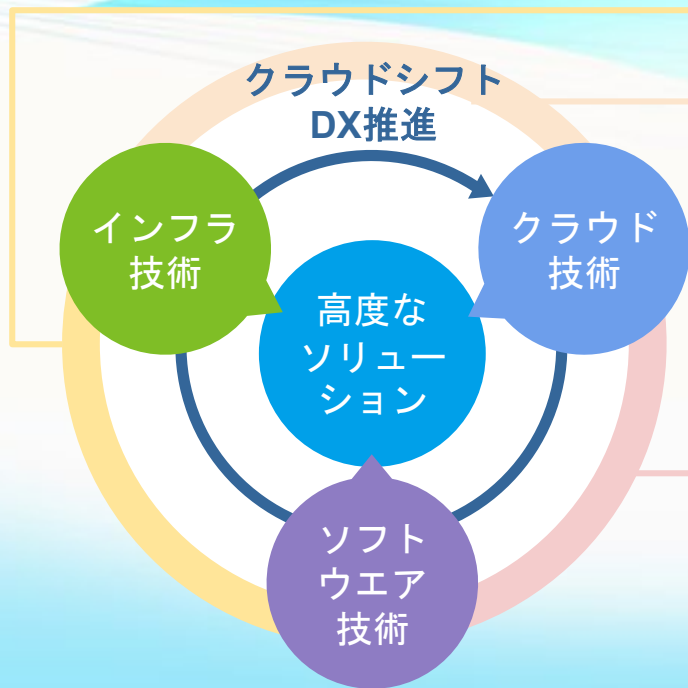 クラウドシフト
DX推進
インフラ
技術
クラウド
技術
高度な
ソリュー
ション
ソフト
ウエア
技術